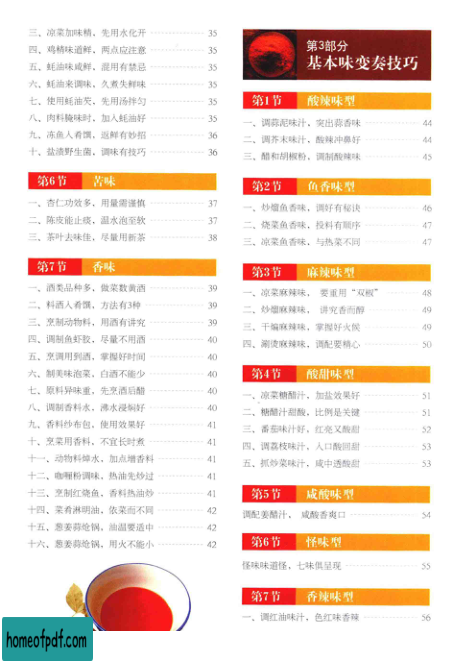 三、凉菜加味精，先用水化开 35
四、鸡精味道鲜，两点应注意 35
五、蚝油味咸鲜，混用有禁忌 35
六、蚝油来调味，久煮失鲜味 35
七、使用蚝油芡，先用汤拌匀 35
八、肉料腌味时，加入蚝油好 35
九、冻鱼入肴馔，返鲜有妙招 36
十、盐渍野生菌，调味有技巧 36
第6节 苦味
一、杏仁功效多，用量需谨慎 37
二、陈皮能止痰，温水泡至软 37
三、茶叶去味佳，尽量用新茶 38
第7节 香味
一、酒类品种多，做菜数黄酒 39
二、料酒入肴馔，方法有3种 39
三、烹制动物料，用酒有讲究 39
四、调制鱼虾胶，尽量不用酒 40
五、烹调用到酒，掌握好时间 40
六、制美味泡菜，白酒不能少 40
七、原料异味重，先烹酒后醋 40
八、调制香料水，沸水浸焖好 40
九、香料纱布包，使用效果好 41
十、烹菜用香料，不宜长时煮 41
十一、动物料焯水，加点增香料 41
十二、咖喱粉调味，热油先炒过 41
十三、烹制红烧鱼，香料热油炒 41
十四、菜肴淋明油，依菜而不同 42
十五、葱姜蒜炝锅，油温要适中 42
十六、葱姜蒜炝锅，用火不能小 42
第3部分
基本味变奏技巧
第1节 酸辣味型
一、调蒜泥味汁，突出蒜香味 44
二、调芥末味汁，酸辣冲鼻好 44
三、醋和胡椒粉，调制酸辣味 45
第2节 鱼香味型
一、炒熘鱼香味，调好有秘诀 46
二、烧菜鱼香味，投料有顺序 47
三、凉菜鱼香味，与热菜不同 47
第3节 麻辣味型
一、凉菜麻辣味，要重用“双椒” 48
二、炒熘麻辣味，讲究香而醇 49
三、干煸麻辣味，掌握好火候 49
四、涮烫麻辣味，调配要精心 50
第4节 酸甜味型
一、凉菜糖醋汁，加盐效果好 51
二、糖醋汁甜酸，比例是关键 51
三、番茄味汁好，红亮又酸甜 52
四、调荔枝味汁，入口酸回甜 53
五、抓炒菜味汁，咸中透酸甜 53
第5节 咸酸味型
调配姜醋汁，咸酸香爽口 54
第6节 怪味型
怪味味道怪，七味俱呈现 55
第7节 香辣味型
一、调红油味汁，色红味香辣 56
homeofpdf.com